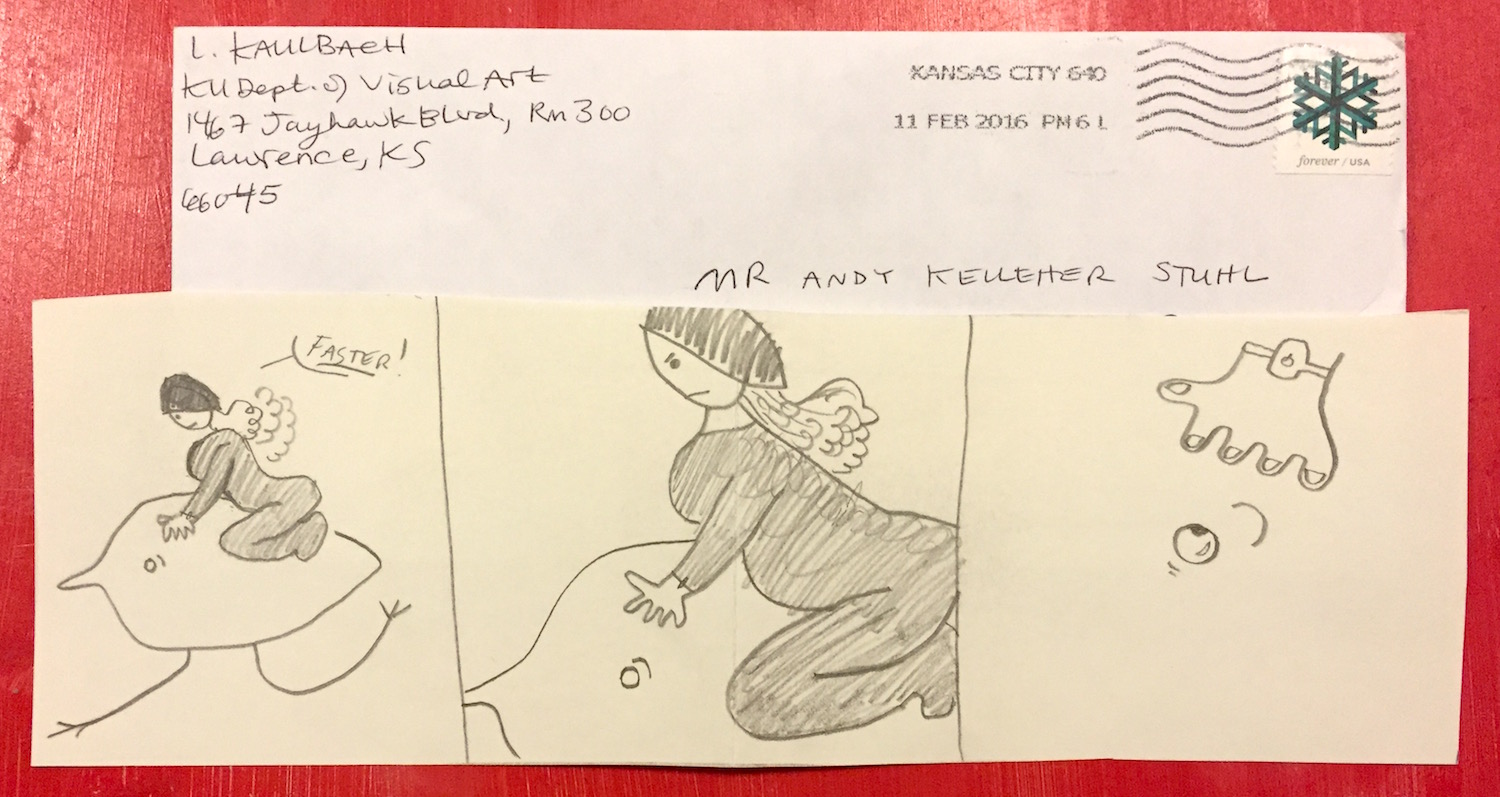 L. KAULBACH
KU Dept. of Visual Art
1467 Jayhawk Blvd, Rm 300
Lawrence, KS
66045
KANSAS CITY 640
11 FEB 2016 PM 6 L
forever / USA
MR ANDY KELLEHER STUHL
FASTER!